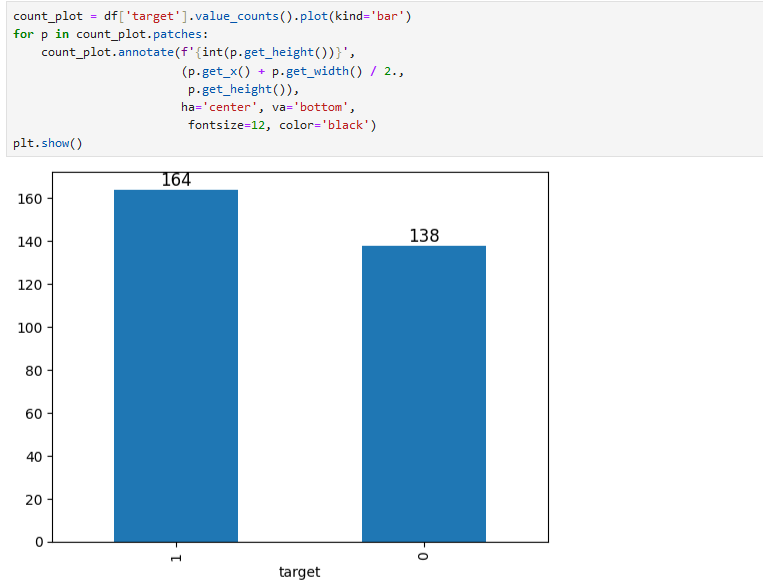 count_plot = df['target'].value_counts().plot(kind='bar')
for p in count_plot.patches:
    count_plot.annotate(f'{int(p.get_height())}',
                        (p.get_x() + p.get_width() / 2.,
                         p.get_height()),
                        ha='center', va='bottom',
                         fontsize=12, color='black')
plt.show()
164
138
160
140
120
100
80
60
40
20
0
1
0
target